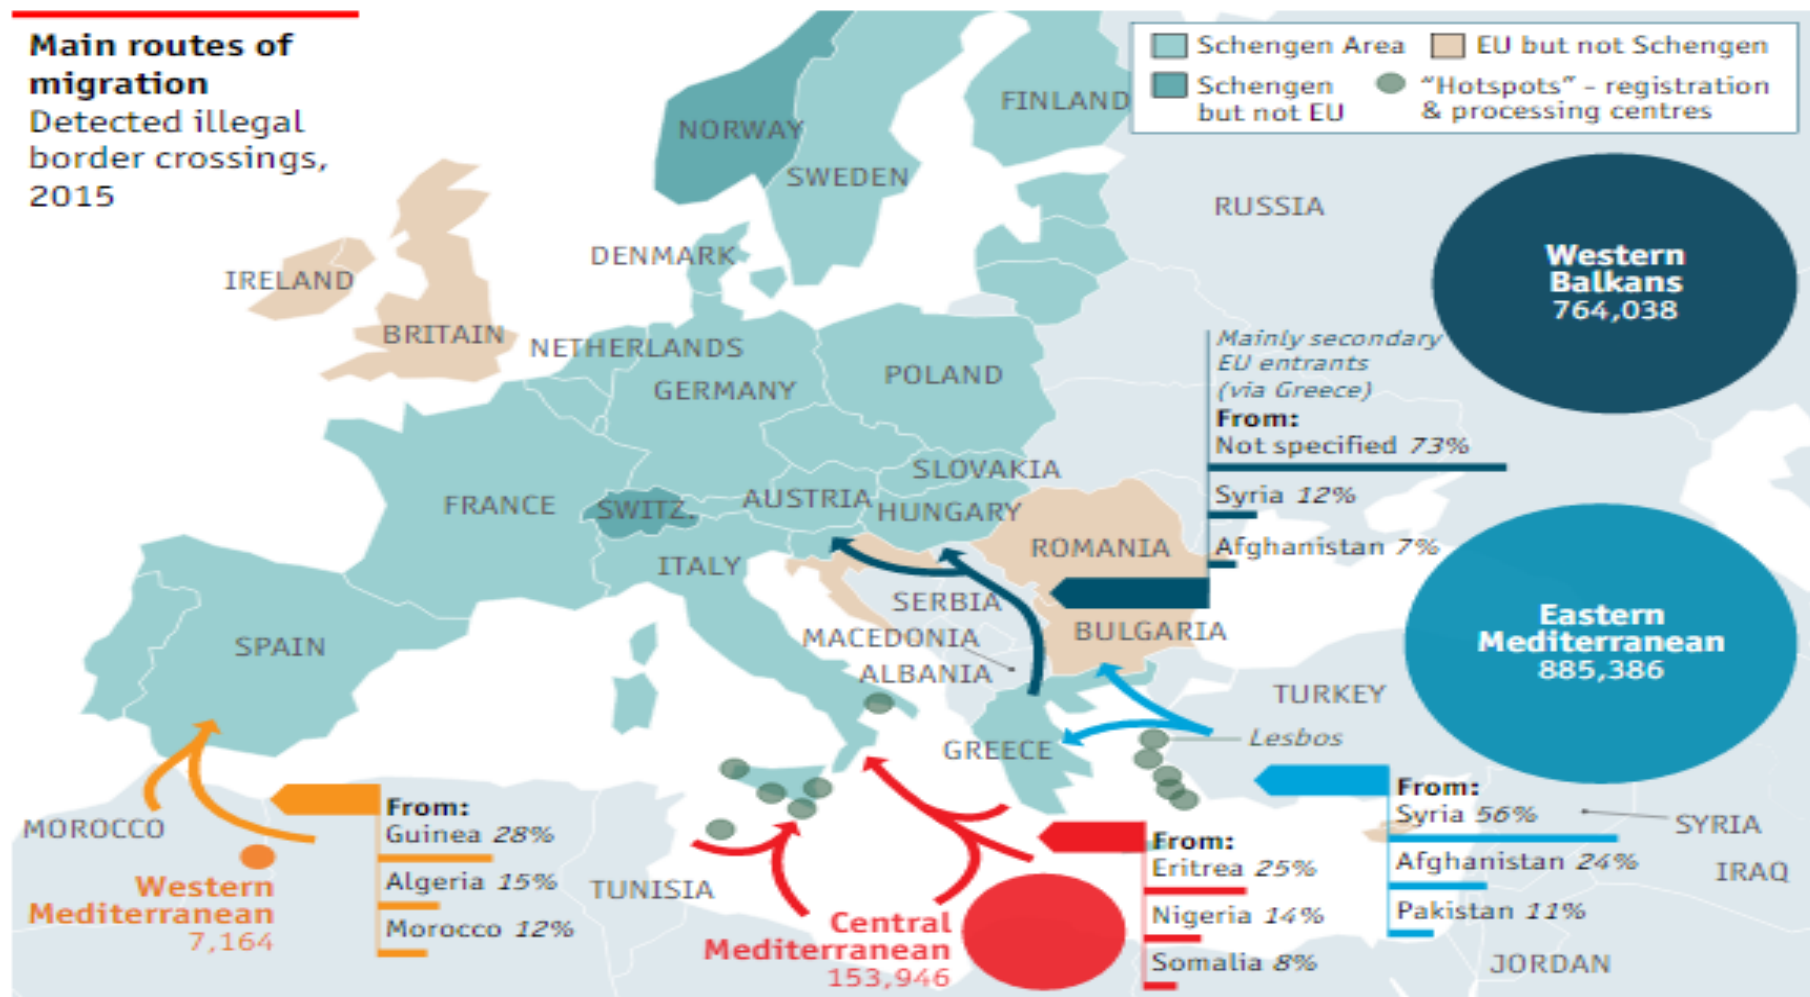 Main routes of
migration
Detected illegal
border crossings,
2015
Schengen Area
EU but not Schengen
Schengen
but not EU
“Hotspots” – registration
& processing centres
FINLAND
NORWAY
SWEDEN
RUSSIA
DENMARK
IRELAND
BRITAIN
NETHERLANDS
GERMANY
POLAND
SLOVAKIA
FRANCE
SWITZ.
AUSTRIA
HUNGARY
ROMANIA
ITALY
SERBIA
MACEDONIA
BULGARIA
ALBANIA
SPAIN
TURKEY
GREECE
Lesbos
MOROCCO
TUNISIA
SYRIA
IRAQ
JORDAN
Western
Balkans
764,038
Mainly secondary
EU entrants
(via Greece)
From:
Not specified 73%
Syria 12%
Afghanistan 7%
Eastern
Mediterranean
885,386
From:
Syria 56%
Afghanistan 24%
Pakistan 11%
Western
Mediterranean
7,164
From:
Guinea 28%
Algeria 15%
Morocco 12%
Central
Mediterranean
153,946
From:
Eritrea 25%
Nigeria 14%
Somalia 8%